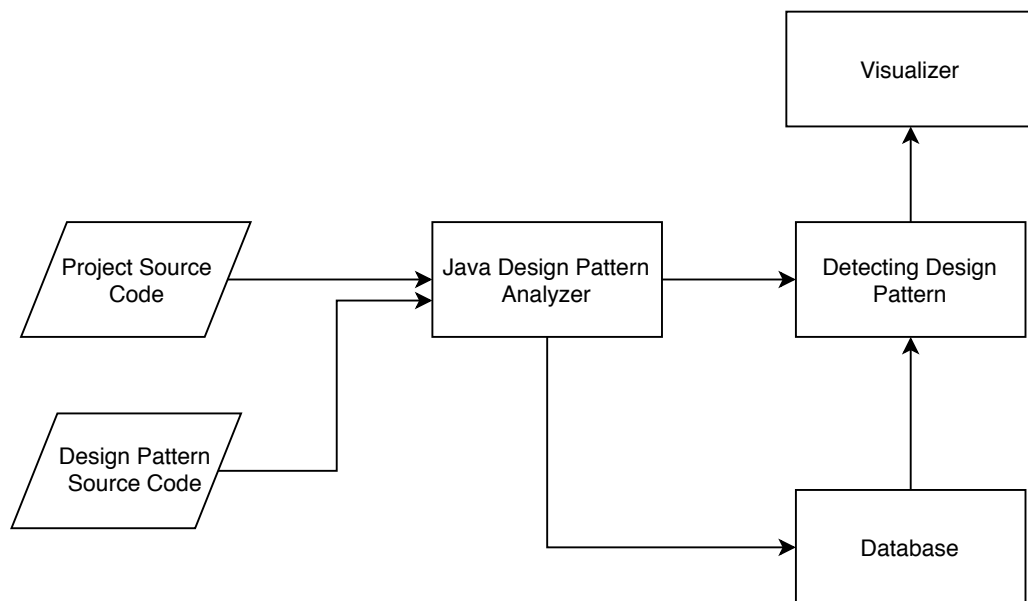 Visualizer
Project Source
Code
Java Design Pattern
Analyzer
Detecting Design
Pattern
Design Pattern
Source Code
Database